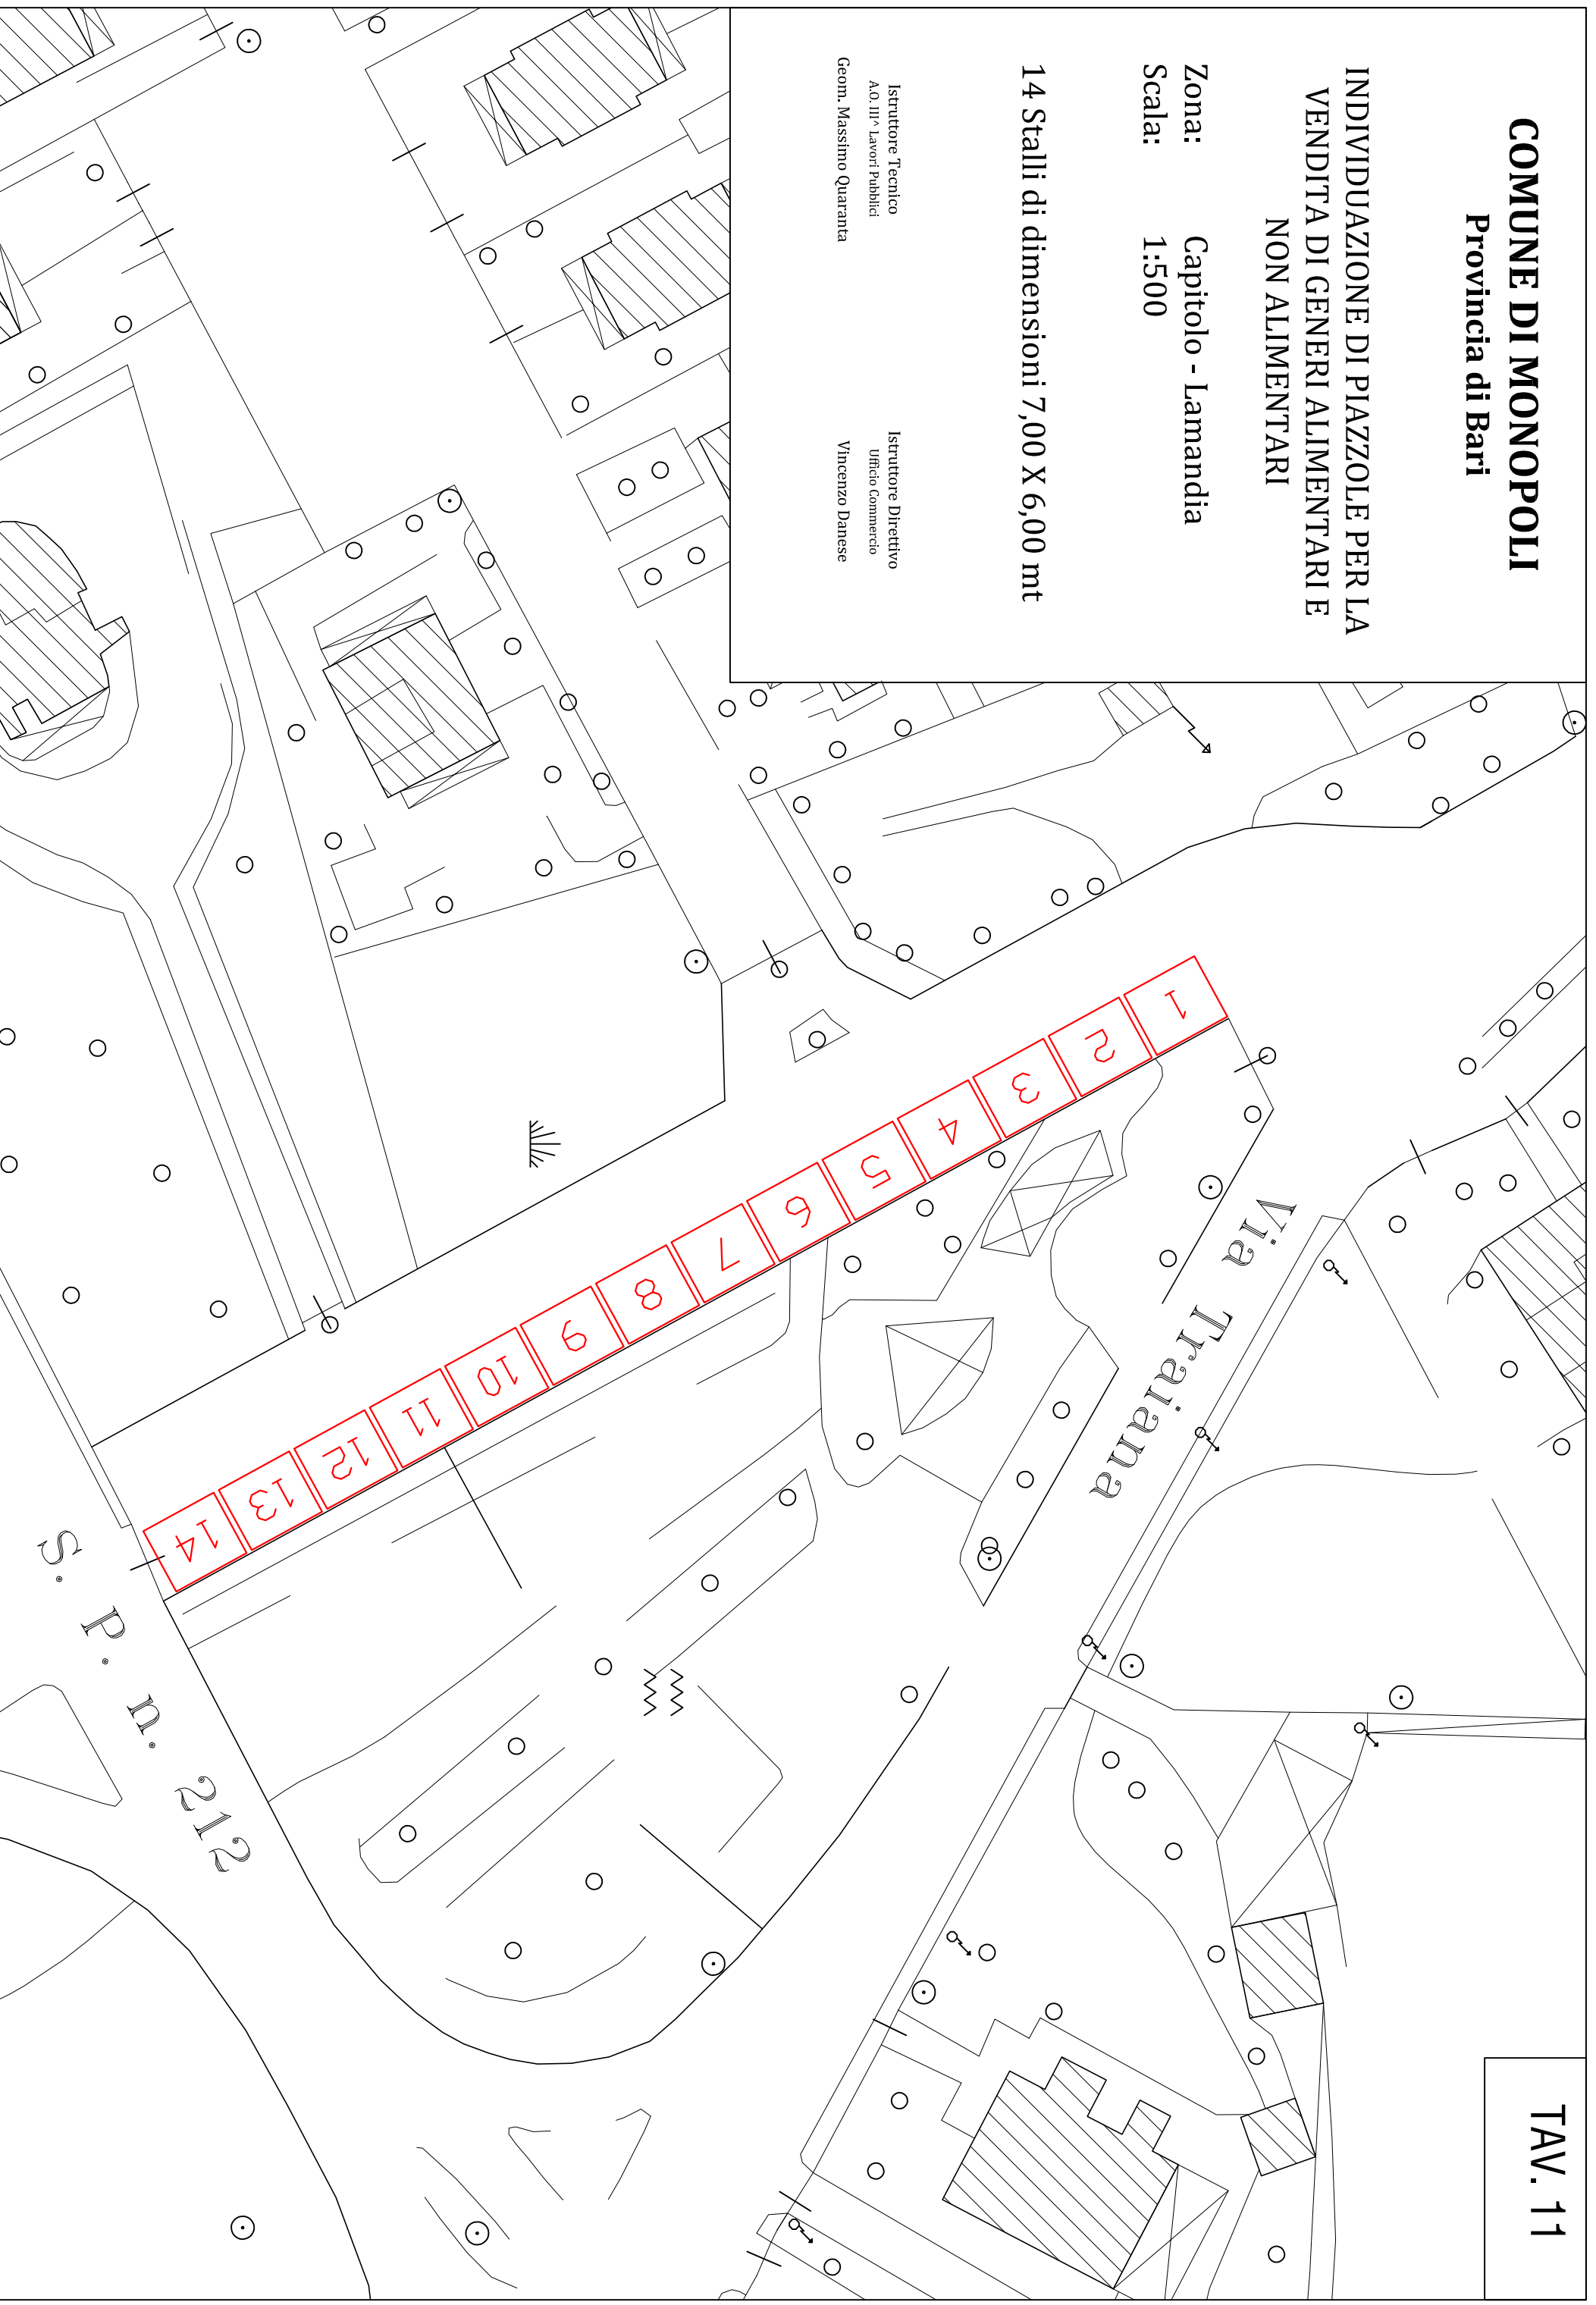 COMUNE DI MONOPOLI
Provincia di Bari
INDIVIDUAZIONE DI PIAZZOLE PER LA
VENDITA DI GENERI ALIMENTARI E
NON ALIMENTARI
Zona: Capitolo - Lamandia
Scala: 1:500
14 Stalli di dimensioni 7,00 X 6,00 mt
Istruttore Tecnico
A.O. III^ Lavori Pubblici
Geom. Massimo Quaranta
Istruttore Direttivo
Ufficio Commercio
Vincenzo Danese
1
2
3
4
5
6
7
8
9
10
11
12
13
14
Via Traiana
S. P. n. 212
TAV. 11